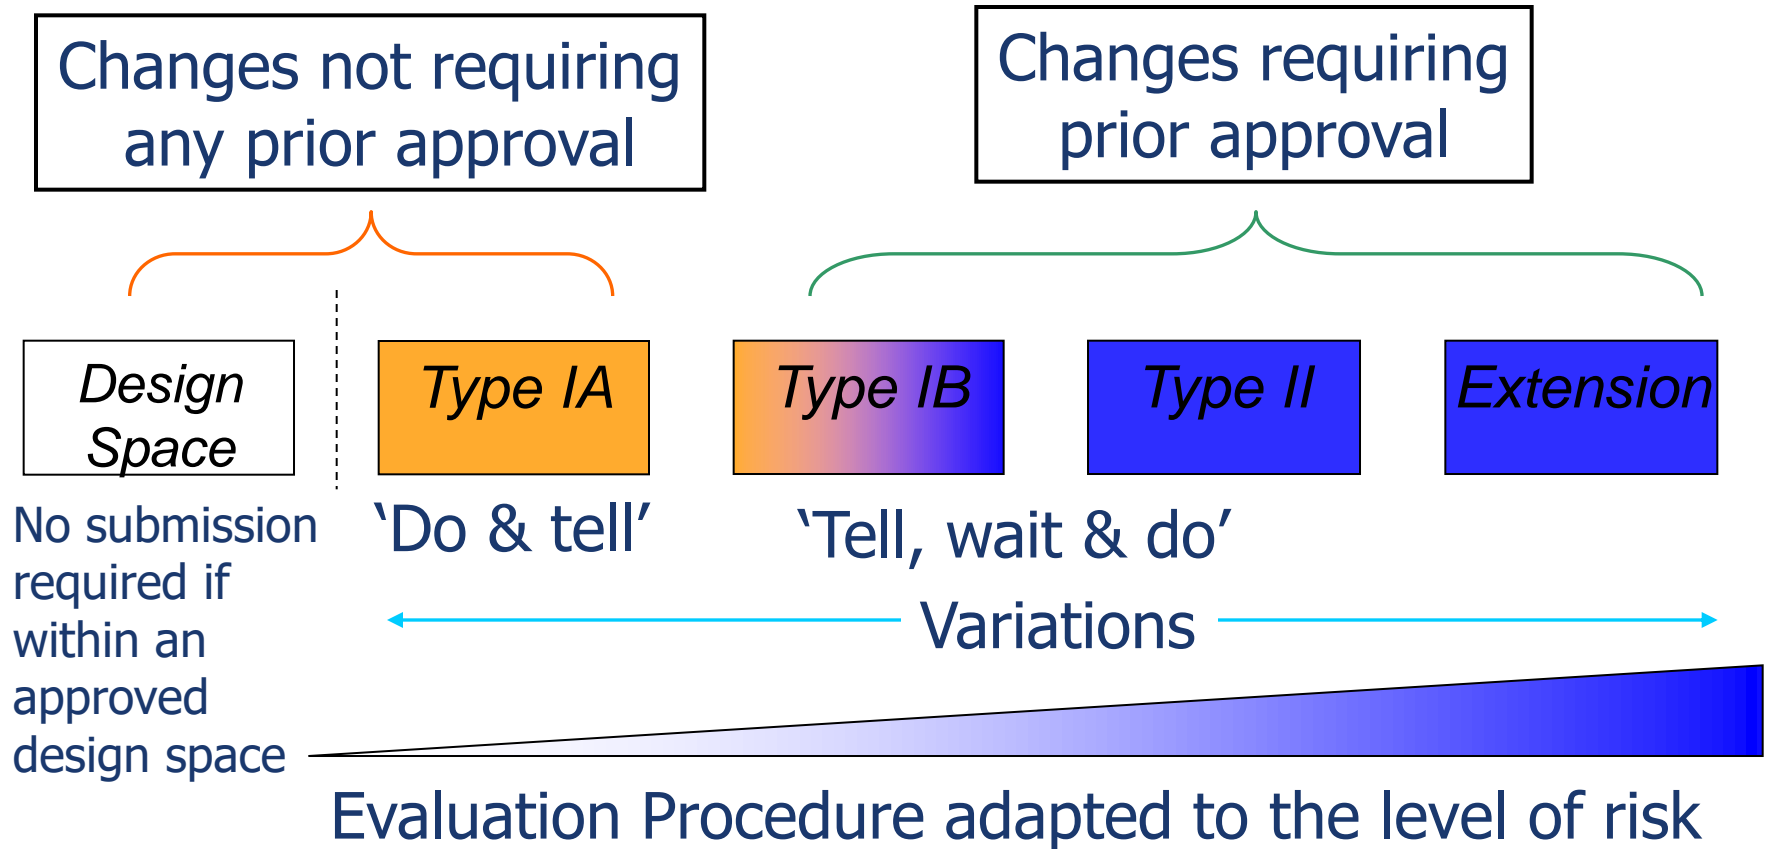 Changes not requiring
any prior approval
Changes requiring
prior approval
Design
Space
Type IA
Type IB
Type II
Extension
No submission
required if
within an
approved
design space
‘Do & tell’
‘Tell, wait & do’
Variations
Evaluation Procedure adapted to the level of risk